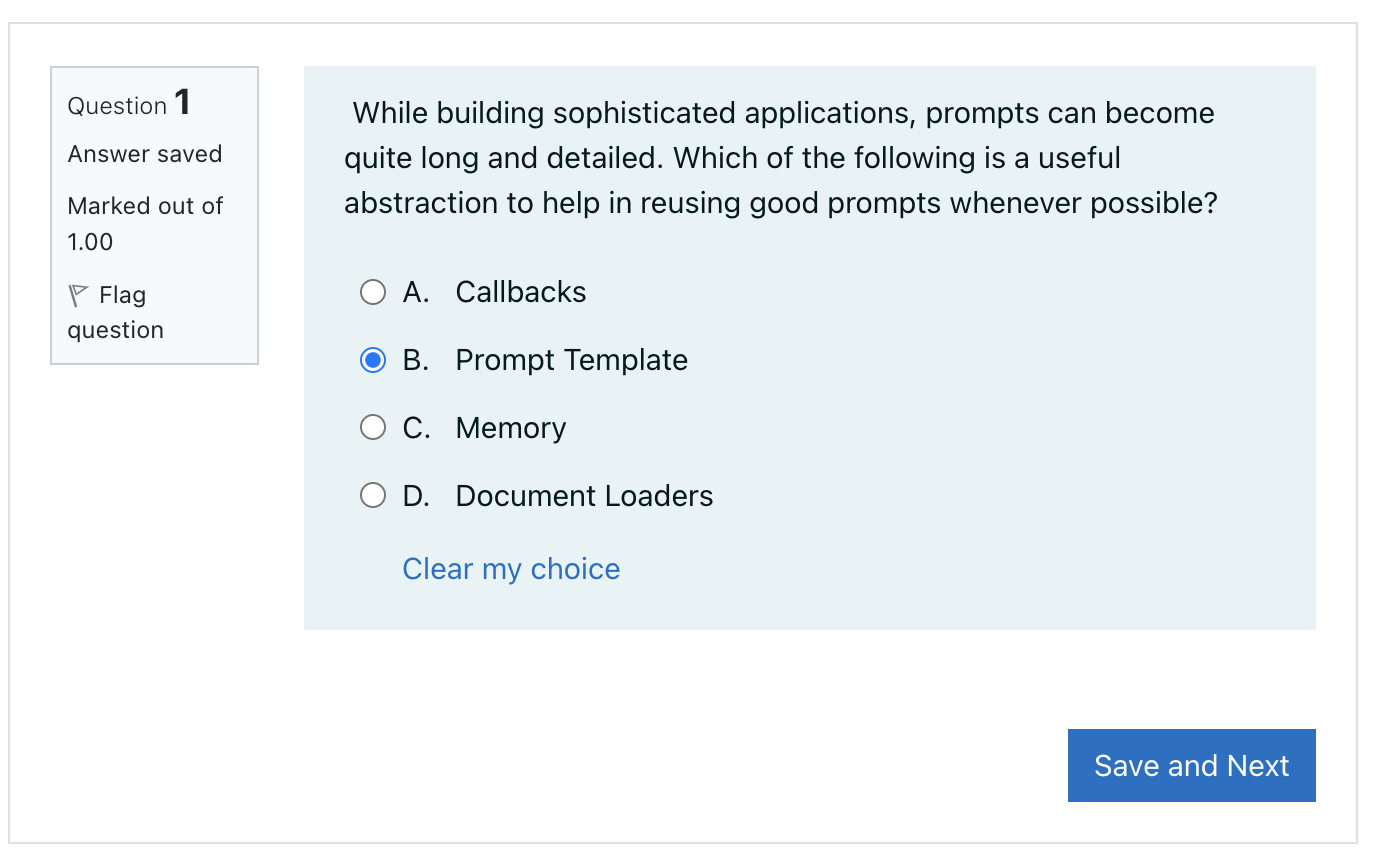 Question 1
Answer saved
Marked out of
1.00
Flag
question
While building sophisticated applications, prompts can become
quite long and detailed. Which of the following is a useful
abstraction to help in reusing good prompts whenever possible?
A. Callbacks
B. Prompt Template
C. Memory
D. Document Loaders
Clear my choice
Save and Next